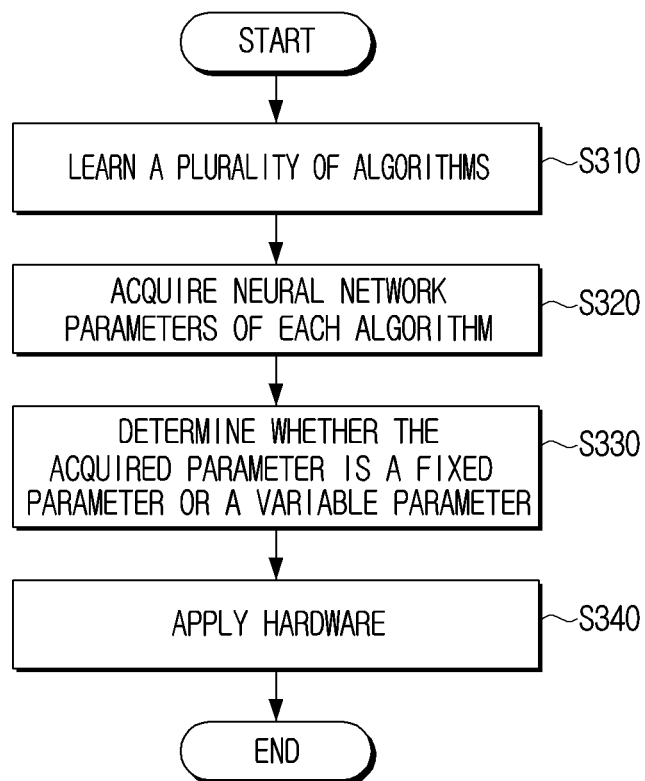 START
LEARN A PLURALITY OF ALGORITHMS
S310
ACQUIRE NEURAL NETWORK
PARAMETERS OF EACH ALGORITHM
S320
DETERMINE WHETHER THE
ACQUIRED PARAMETER IS A FIXED
PARAMETER OR A VARIABLE PARAMETER
S330
APPLY HARDWARE
S340
END